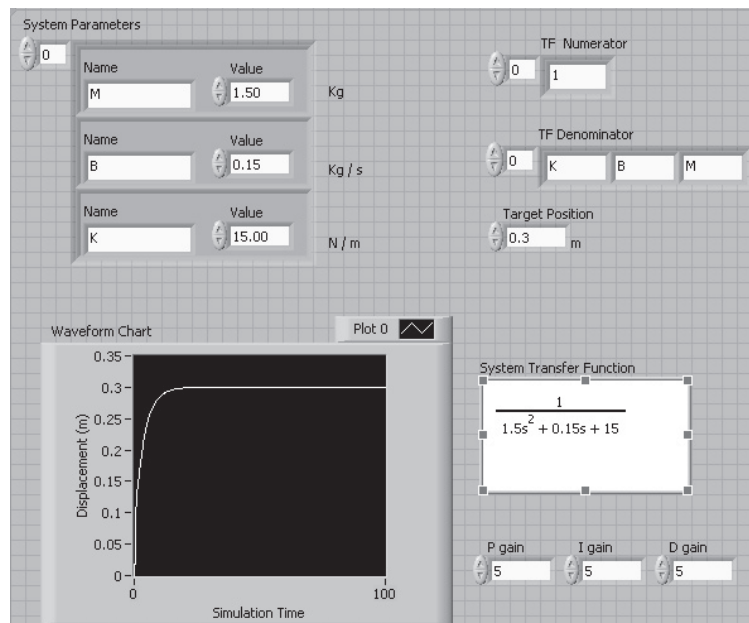 System Parameters
0
Name Value
M 1.50 Kg
Name Value
B 0.15 Kg / s
Name Value
K 15.00 N / m
TF Numerator
0 1
TF Denominator
0 K B M
Target Position
0.3 m
Waveform Chart Plot 0
0.35
0.3
0.25
0.2
0.15
0.1
0.05
0
Displacement (m)
0 100
Simulation Time
System Transfer Function
1
1.5s² + 0.15s + 15
P gain I gain D gain
5 5 5